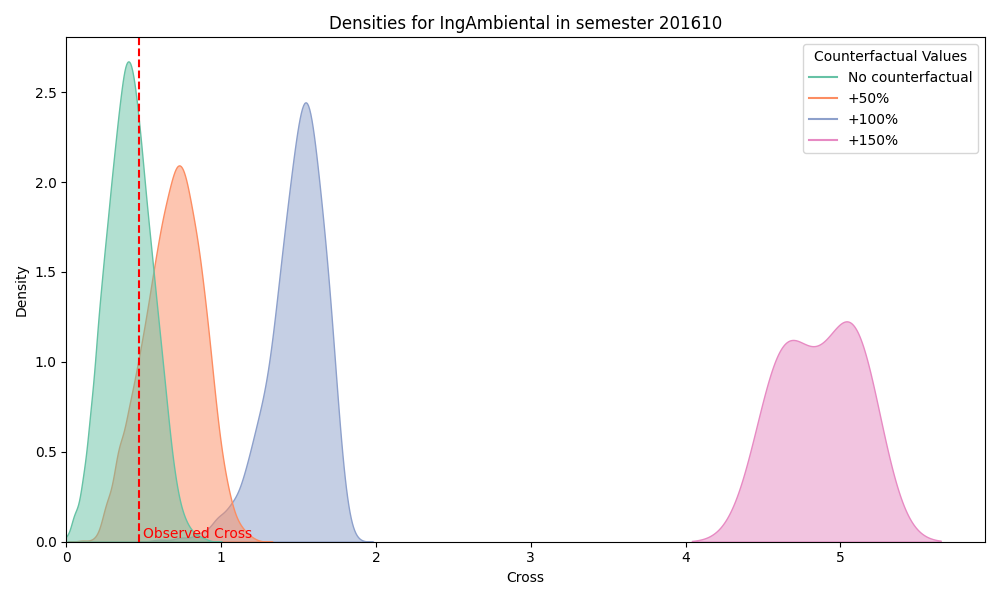 Densities for IngAmbiental in semester 201610
Counterfactual Values
No counterfactual
+50%
+100%
+150%
Density
2.5
2.0
1.5
1.0
0.5
0.0
Observed Cross
0 1 2 3 4 5
Cross